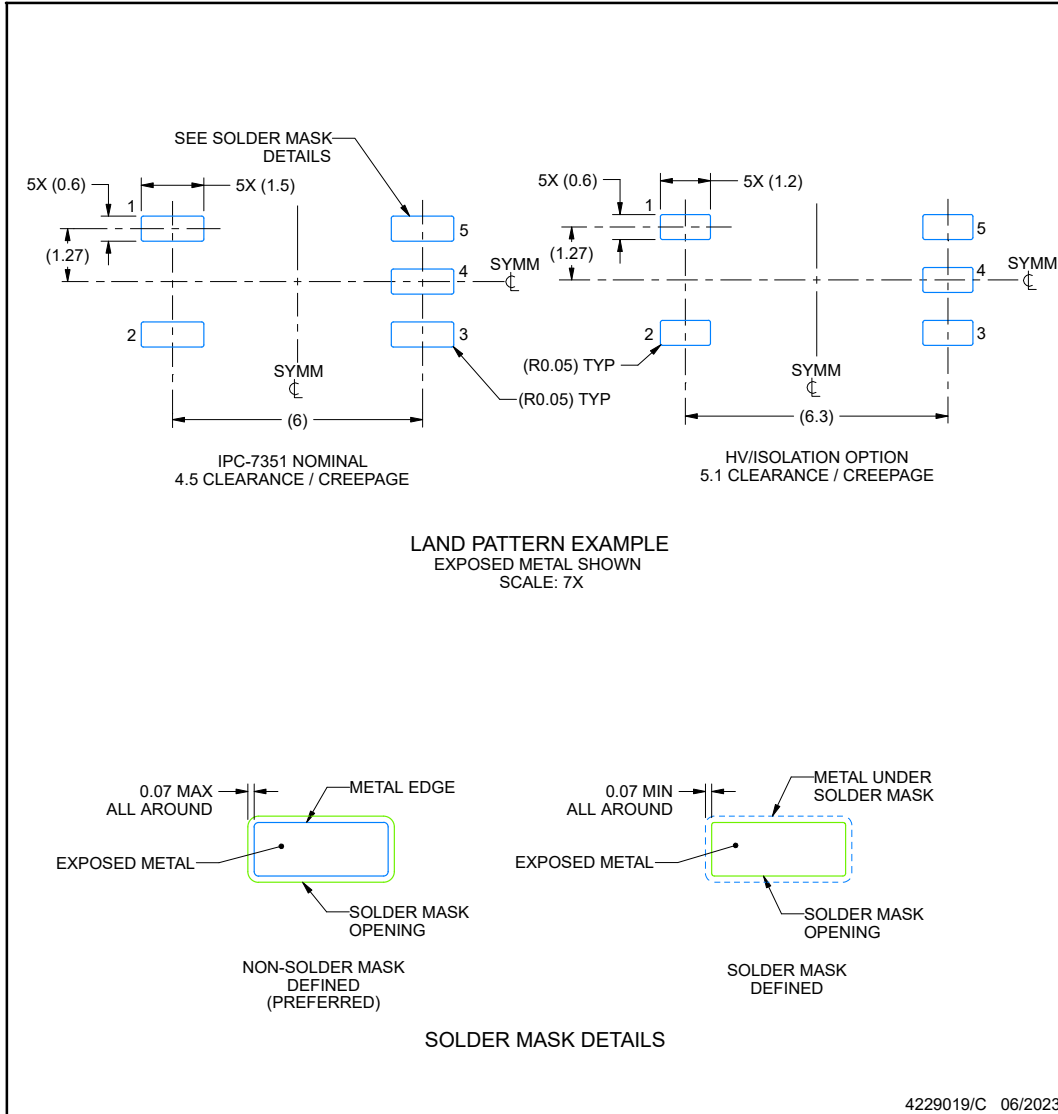 SEE SOLDER MASK
DETAILS
5X (0.6)
5X (1.5)
1
5
(1.27)
4
SYMM
℄
2
3
SYMM
℄
(R0.05) TYP
(6)
IPC-7351 NOMINAL
4.5 CLEARANCE / CREEPAGE
5X (0.6)
5X (1.2)
1
5
(1.27)
4
SYMM
℄
2
3
(R0.05) TYP
SYMM
℄
(6.3)
HV/ISOLATION OPTION
5.1 CLEARANCE / CREEPAGE
LAND PATTERN EXAMPLE
EXPOSED METAL SHOWN
SCALE: 7X
0.07 MAX
ALL AROUND
METAL EDGE
EXPOSED METAL
SOLDER MASK
OPENING
NON-SOLDER MASK
DEFINED
(PREFERRED)
0.07 MIN
ALL AROUND
METAL UNDER
SOLDER MASK
EXPOSED METAL
SOLDER MASK
OPENING
SOLDER MASK
DEFINED
SOLDER MASK DETAILS
4229019/C 06/2023